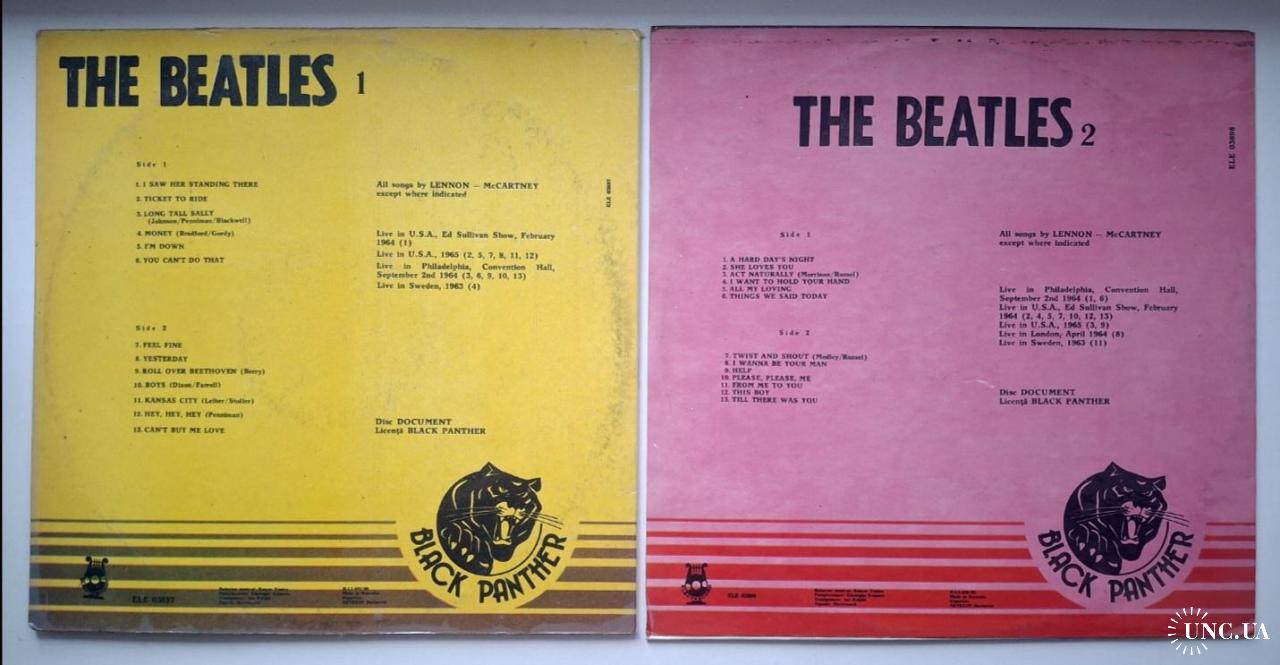 THE BEATLES 1
Side 1
1. I SAW HER STANDING THERE
2. TICKET TO RIDE
3. LONG TALL SALLY
(Johnson/Penniman/Blackwell)
4. MONEY (Bradford/Gordy)
5. I'M DOWN
6. YOU CAN'T DO THAT
Side 2
7. FEEL FINE
8. YESTERDAY
9. ROLL OVER BEETHOVEN (Berry)
10. BOYS (Dixon/Farrell)
11. KANSAS CITY (Leiber/Stoller)
12. HEY, HEY, HEY (Penniman)
13. CAN'T BUY ME LOVE
All songs by LENNON – McCARTNEY
except where indicated
Live in U.S.A., Ed Sullivan Show, February
1964 (1)
Live in U.S.A., 1965 (2, 5, 7, 8, 11, 12)
Live in Philadelphia, Convention Hall,
September 2nd 1964 (3, 6, 9, 10, 13)
Live in Sweden, 1963 (4)
Disc DOCUMENT
Licență BLACK PANTHER
ELE 03897
BLACK PANTHER
ELE 03897
THE BEATLES 2
ELE 03898
Side 1
1. A HARD DAY'S NIGHT
2. SHE LOVES YOU
3. ACT NATURALLY (Morrison/Russel)
4. I WANT TO HOLD YOUR HAND
5. ALL MY LOVING
6. THINGS WE SAID TODAY
Side 2
7. TWIST AND SHOUT (Medley/Russel)
8. I WANNA BE YOUR MAN
9. HELP
10. PLEASE, PLEASE, ME
11. FROM ME TO YOU
12. THIS BOY
13. TILL THERE WAS YOU
All songs by LENNON – McCARTNEY
except where indicated
Live in Philadelphia, Convention Hall,
September 2nd 1964 (1, 6)
Live in U.S.A., Ed Sullivan Show, February
1964 (2, 4, 5, 7, 10, 12, 13)
Live in U.S.A., 1965 (3, 9)
Live in London, April 1964 (8)
Live in Sweden, 1963 (11)
Disc DOCUMENT
Licență BLACK PANTHER
BLACK PANTHER
ELE 03898
UNC.UA